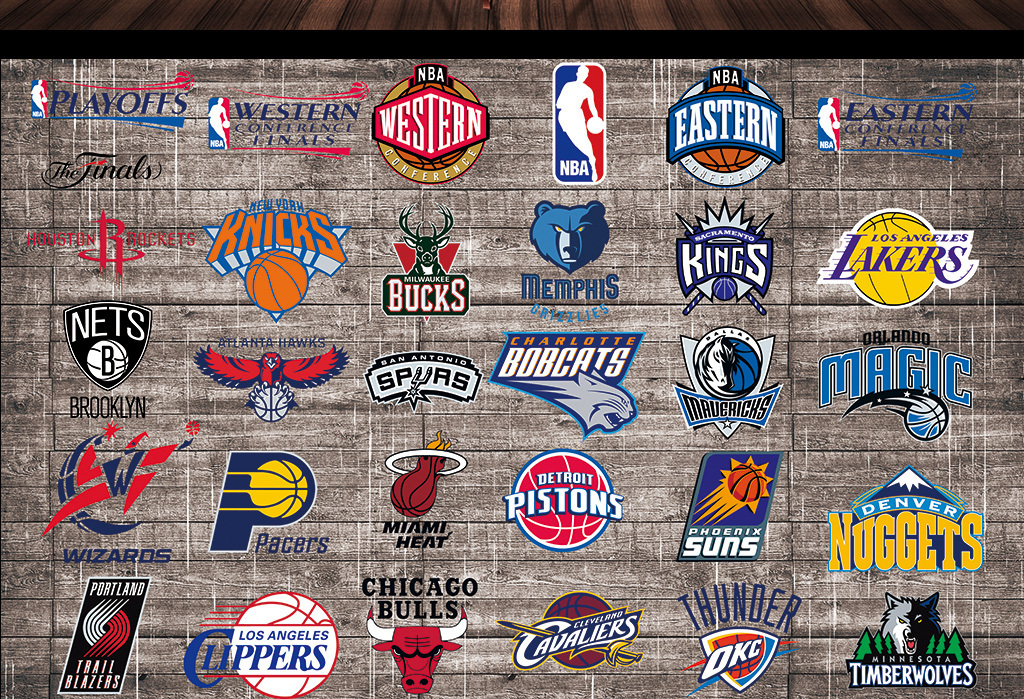 NBA
PLAYOFFS
The Finals
NBA
WESTERN
CONFERENCE
FINALS
NBA
WESTERN
CONFERENCE
NBA
NBA
EASTERN
CONFERENCE
NBA
EASTERN
CONFERENCE
FINALS
HOUSTON R ROCKETS
NEW YORK
KNICKS
MILWAUKEE
BUCKS
MEMPHIS
GRIZZLIES
SACRAMENTO
KINGS
LOS ANGELES
LAKERS
NETS
B
BROOKLYN
ATLANTA HAWKS
SAN ANTONIO
SPURS
CHARLOTTE
BOBCATS
M
MAVERICKS
ORLANDO
MAGIC
W
WIZARDS
P
Pacers
MIAMI
HEAT
DETROIT
PISTONS
PHOENIX
SUNS
DENVER
NUGGETS
PORTLAND
TRAIL
BLAZERS
LOS ANGELES
CLIPPERS
CHICAGO
BULLS
CLEVELAND
CAVALIERS
THUNDER
OKC
MINNESOTA
TIMBERWOLVES